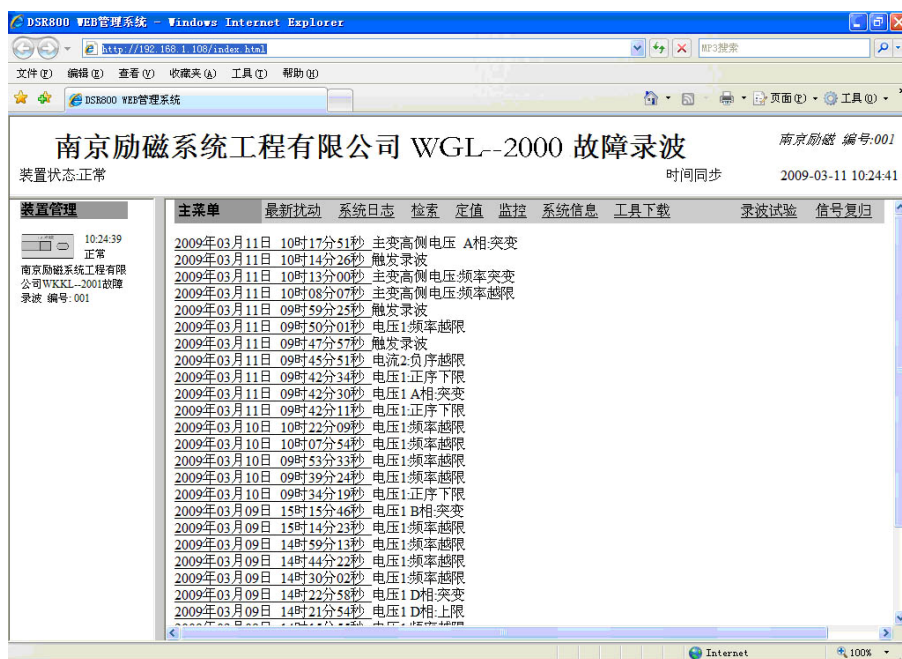 DSR800 WEB管理系统 - Windows Internet Explorer
http://192.168.1.108/index.html
MP3搜索
文件(F) 编辑(E) 查看(V) 收藏夹(A) 工具(T) 帮助(H)
DSR800 WEB管理系统
页面(P) 工具(O)
南京励磁系统工程有限公司 WGL--2000 故障录波
南京励磁 编号:001
装置状态:正常
时间同步
2009-03-11 10:24:41
装置管理
主菜单 最新扰动 系统日志 检索 定值 监控 系统信息 工具下载 录波试验 信号复归
10:24:39
正常
南京励磁系统工程有限
公司WKKL--2001故障
录波 编号: 001
2009年03月11日 10时17分51秒 主变高侧电压 A相:突变
2009年03月11日 10时14分26秒 触发录波
2009年03月11日 10时13分00秒 主变高侧电压:频率突变
2009年03月11日 10时08分07秒 主变高侧电压:频率越限
2009年03月11日 09时59分25秒 触发录波
2009年03月11日 09时50分01秒 电压1:频率越限
2009年03月11日 09时47分57秒 触发录波
2009年03月11日 09时45分51秒 电流2:负序越限
2009年03月11日 09时42分34秒 电压1:正序下限
2009年03月11日 09时42分30秒 电压1 A相:突变
2009年03月11日 09时42分11秒 电压1:正序下限
2009年03月10日 10时22分09秒 电压1:频率越限
2009年03月10日 10时07分54秒 电压1:频率越限
2009年03月10日 09时53分33秒 电压1:频率越限
2009年03月10日 09时39分24秒 电压1:频率越限
2009年03月10日 09时34分19秒 电压1:正序下限
2009年03月09日 15时15分46秒 电压1 B相:突变
2009年03月09日 15时14分23秒 电压1:频率越限
2009年03月09日 14时59分13秒 电压1:频率越限
2009年03月09日 14时44分22秒 电压1:频率越限
2009年03月09日 14时30分02秒 电压1:频率越限
2009年03月09日 14时22分58秒 电压1 D相:突变
2009年03月09日 14时21分54秒 电压1 D相:上限
Internet
100%